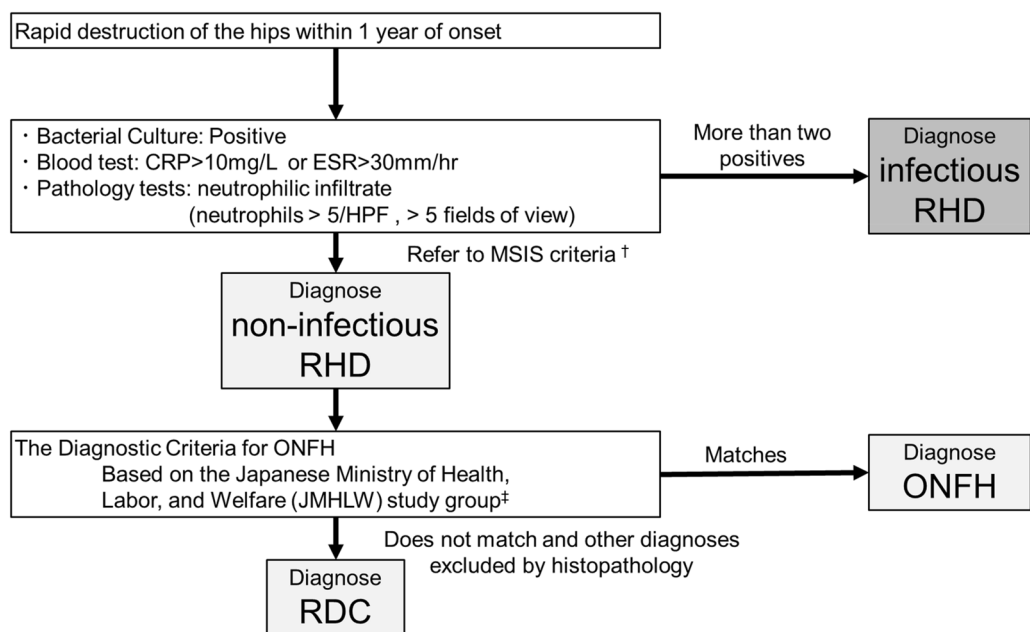 Rapid destruction of the hips within 1 year of onset
・Bacterial Culture: Positive
・Blood test: CRP>10mg/L or ESR>30mm/hr
・Pathology tests: neutrophilic infiltrate
(neutrophils > 5/HPF , > 5 fields of view)
More than two
positives
Diagnose
infectious
RHD
Refer to MSIS criteria †
Diagnose
non-infectious
RHD
The Diagnostic Criteria for ONFH
Based on the Japanese Ministry of Health,
Labor, and Welfare (JMHLW) study group‡
Matches
Diagnose
ONFH
Does not match and other diagnoses
excluded by histopathology
Diagnose
RDC